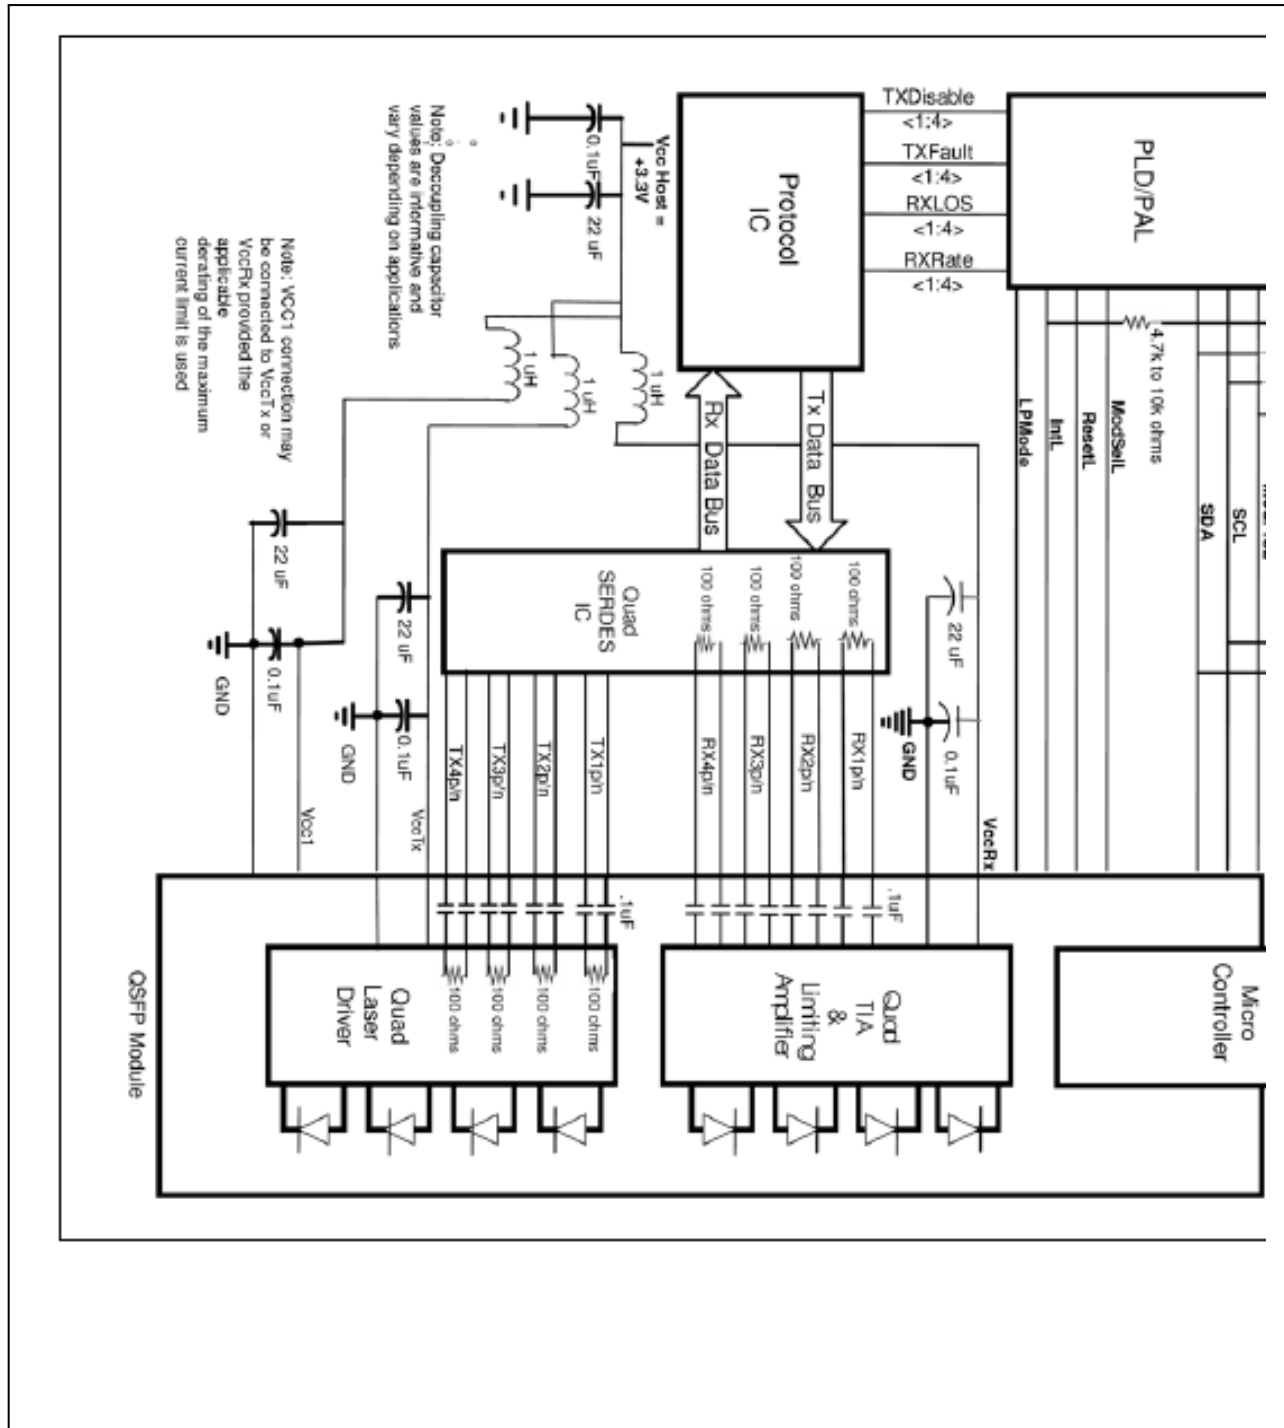 TXDisable
<1:4>
TXFault
<1:4>
RXLOS
<1:4>
RXRate
<1:4>
PLD/PAL
Protocol
IC
Vcc Host =
+3.3V
0.1uF
22 uF
Note: Decoupling capacitor
values are informative and
vary depending on applications
Note: VCC1 connection may
be connected to VccTx or
VccRx provided the
applicable
derating of the maximum
current limit is used
1 uH
1 uH
1 uH
Rx Data Bus
Tx Data Bus
4.7k to 10k ohms
LPMode
IntL
ResetL
ModSelL
SDA
SCL
Quad
SERDES
IC
100 ohms
100 ohms
100 ohms
100 ohms
22 uF
0.1uF
GND
Vcc1
22 uF
0.1uF
GND
VccTx
22 uF
0.1uF
GND
VccRx
TX4p/n
TX3p/n
TX2p/n
TX1p/n
RX4p/n
RX3p/n
RX2p/n
RX1p/n
.1uF
.1uF
100 ohms
100 ohms
100 ohms
100 ohms
Quad
Laser
Driver
Quad
TIA
&
Limiting
Amplifier
Micro
Controller
QSFP Module